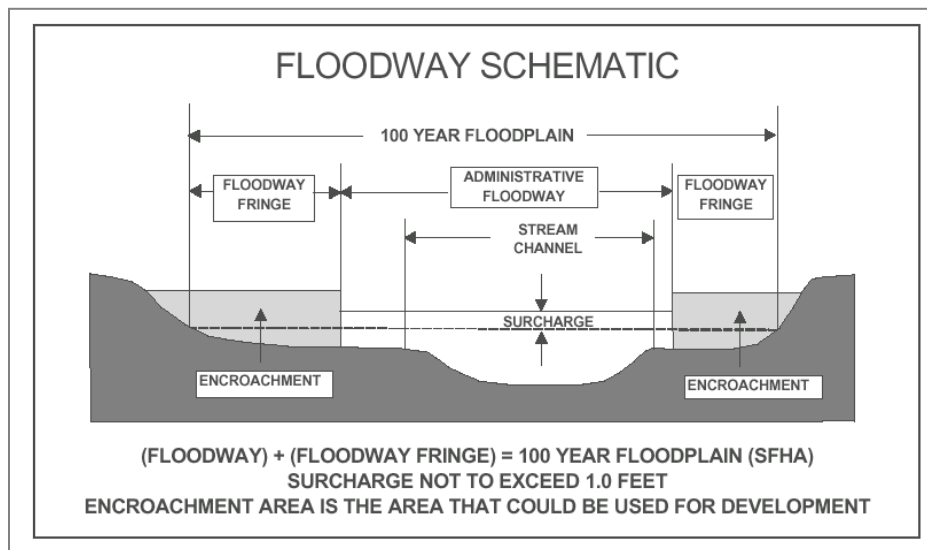 FLOODWAY SCHEMATIC
100 YEAR FLOODPLAIN
FLOODWAY
FRINGE
ADMINISTRATIVE
FLOODWAY
FLOODWAY
FRINGE
STREAM
CHANNEL
SURCHARGE
ENCROACHMENT
ENCROACHMENT
(FLOODWAY) + (FLOODWAY FRINGE) = 100 YEAR FLOODPLAIN (SFHA)
SURCHARGE NOT TO EXCEED 1.0 FEET
ENCROACHMENT AREA IS THE AREA THAT COULD BE USED FOR DEVELOPMENT